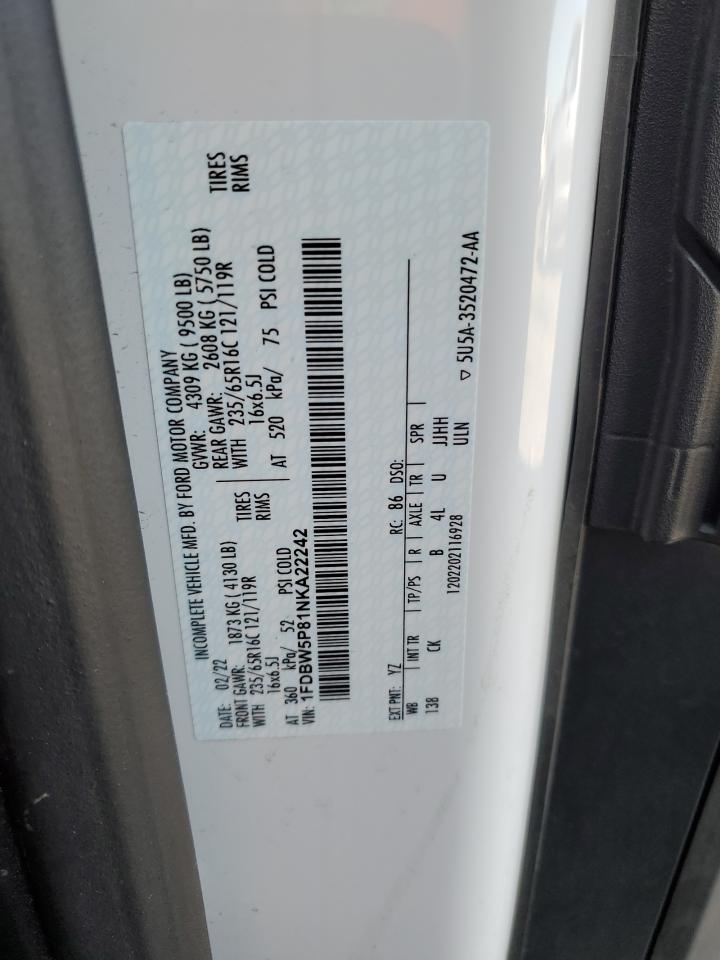 INCOMPLETE VEHICLE MFD. BY FORD MOTOR COMPANY
DATE: 02/22 GVWR: 4309 KG ( 9500 LB)
FRONT GAWR: 1873 KG ( 4130 LB) REAR GAWR: 2608 KG ( 5750 LB)
WITH 235/65R16C 121/119R TIRES WITH 235/65R16C 121/119R TIRES
16x6.5J RIMS 16x6.5J RIMS
AT 360 kPa/ 52 PSI COLD AT 520 kPa/ 75 PSI COLD
VIN: 1FDBW5P81NKA22242
EXT PNT: YZ RC: 86 DSO:
WB INT TR TP/PS R AXLE TR SPR
138 CK B 4L U JJHH
1202202116928 ULN
▽ 5U5A-3520472-AA